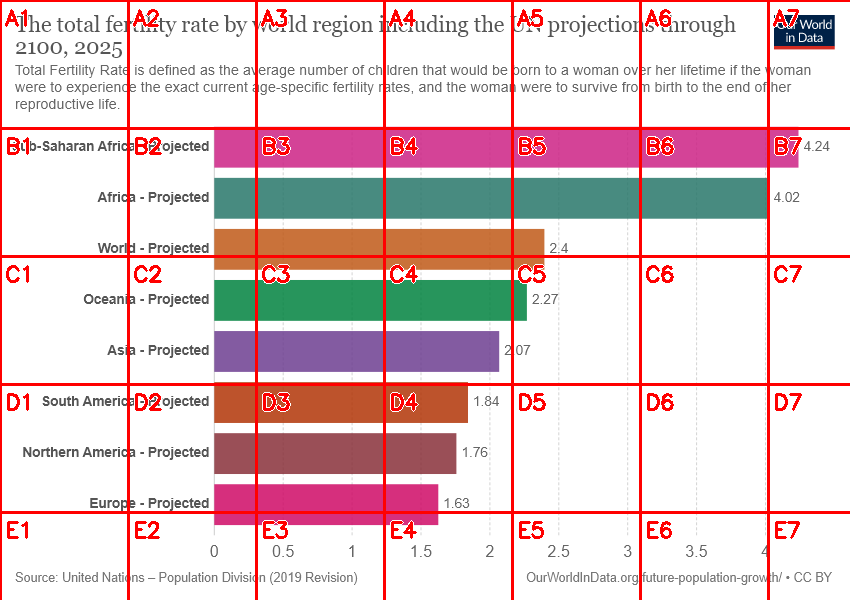 The total fertility rate by world region including the UN projections through
2100, 2025
Our World
in Data
Total Fertility Rate is defined as the average number of children that would be born to a woman over her lifetime if the woman
were to experience the exact current age-specific fertility rates, and the woman were to survive from birth to the end of her
reproductive life.
Sub-Saharan Africa - Projected 4.24
Africa - Projected 4.02
World - Projected 2.4
Oceania - Projected 2.27
Asia - Projected 2.07
South America - Projected 1.84
Northern America - Projected 1.76
Europe - Projected 1.63
0 0.5 1 1.5 2 2.5 3 3.5 4
Source: United Nations – Population Division (2019 Revision)
OurWorldInData.org/future-population-growth/ • CC BY
A1 A2 A3 A4 A5 A6 A7
B1 B2 B3 B4 B5 B6 B7
C1 C2 C3 C4 C5 C6 C7
D1 D2 D3 D4 D5 D6 D7
E1 E2 E3 E4 E5 E6 E7